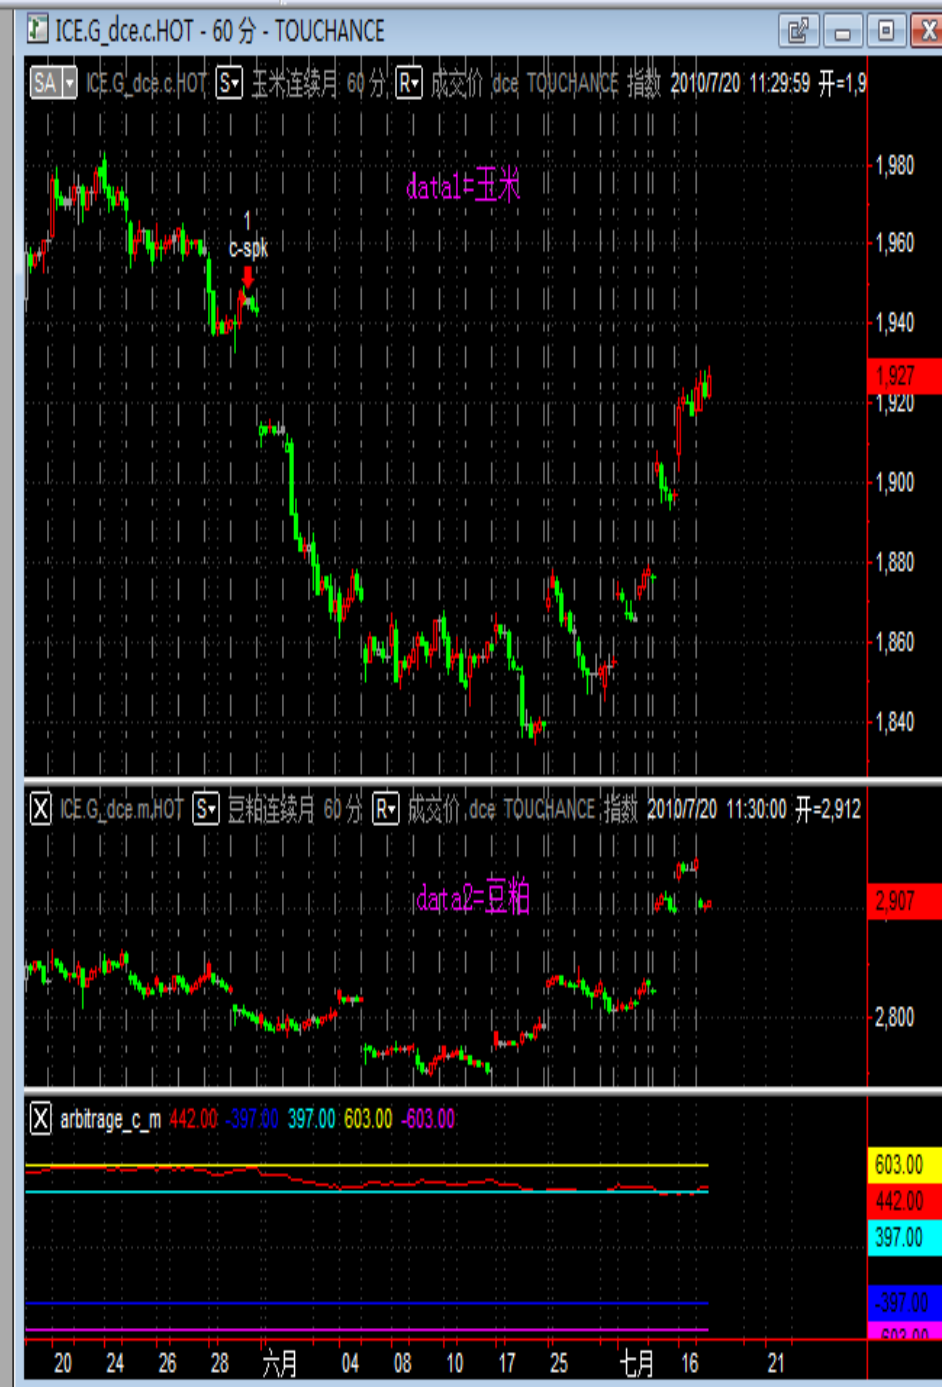 ICE.G_dce.c.HOT - 60 分 - TOUCHANCE
SA ICE.G_dce.c.HOT S 玉米连续月 60 分 R 成交价 dce TOUCHANCE 指数 2010/7/20 11:29:59 开=1,9
data1=玉米
1,980
1
c-spk
1,960
1,940
1,927
1,920
1,900
1,880
1,860
1,840
X ICE.G_dce.m.HOT S 豆粕连续月 60 分 R 成交价 dce TOUCHANCE 指数 2010/7/20 11:30:00 开=2,912
data2=豆粕
2,907
2,800
X arbitrage_c_m 442.00 -397.00 397.00 603.00 -603.00
603.00
442.00
397.00
-397.00
-603.00
20 24 26 28 六月 04 08 10 17 25 七月 16 21